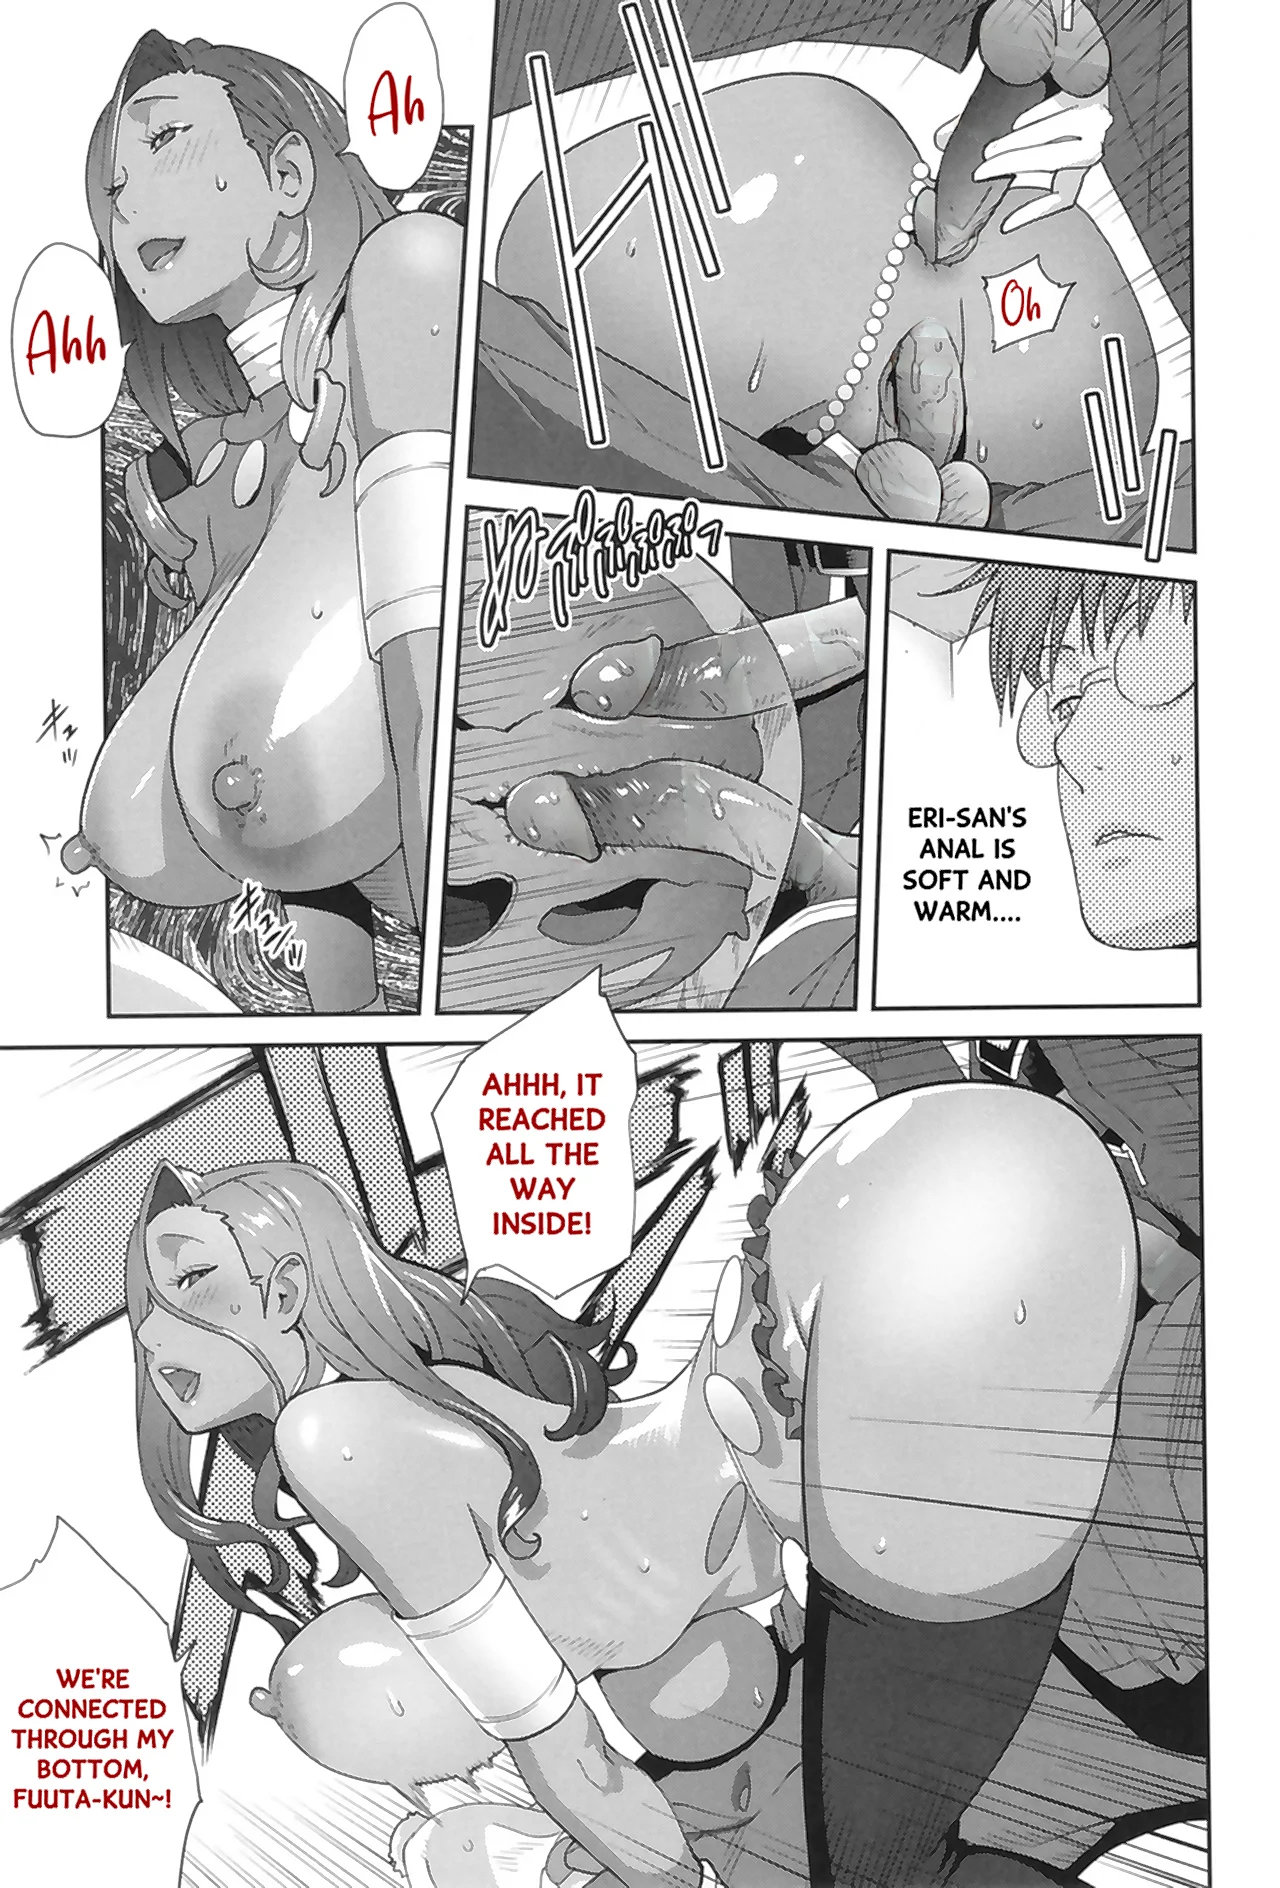 Oh
Ah
Ahh
ERI-SAN'S
ANAL IS
SOFT AND
WARM....
AHHH, IT
REACHED
ALL THE
WAY
INSIDE!
WE'RE
CONNECTED
THROUGH MY
BOTTOM,
FUUTA-KUN~!